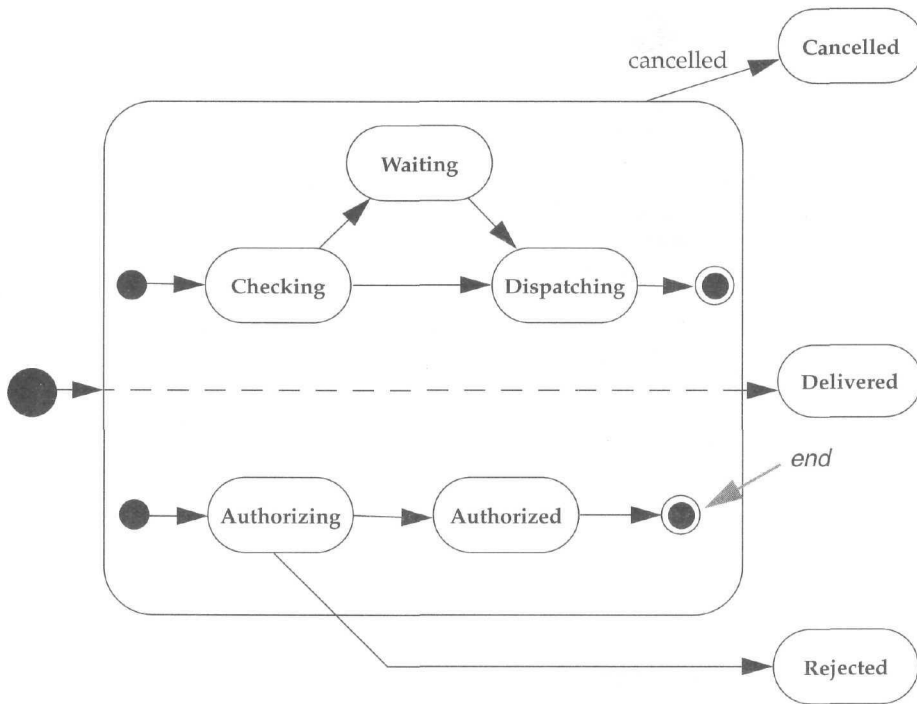 Cancelled
cancelled
Waiting
Checking
Dispatching
Delivered
end
Authorizing
Authorized
Rejected